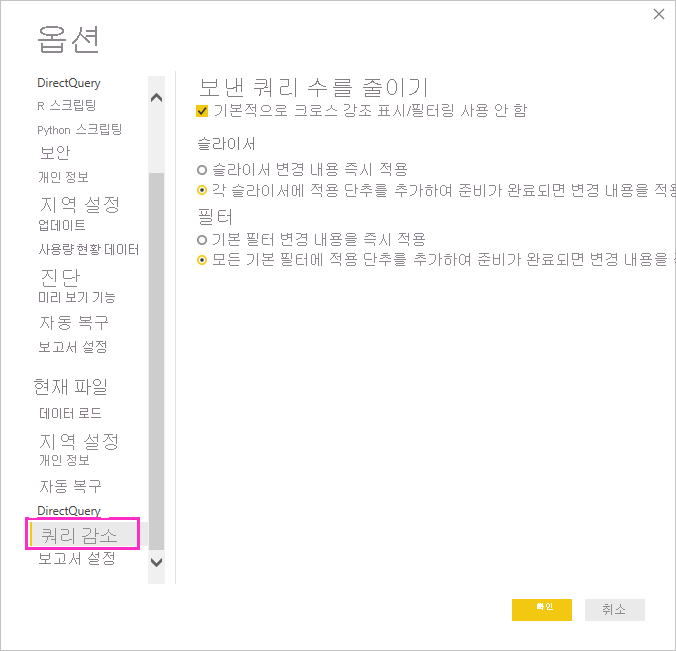 옵션
DirectQuery
R 스크립팅
Python 스크립팅
보안
개인 정보
지역 설정
업데이트
사용량 현황 데이터
진단
미리 보기 기능
자동 복구
보고서 설정
현재 파일
데이터 로드
지역 설정
개인 정보
자동 복구
DirectQuery
쿼리 감소
보고서 설정
보낸 쿼리 수를 줄이기
기본적으로 크로스 강조 표시/필터링 사용 안 함
슬라이서
슬라이서 변경 내용 즉시 적용
각 슬라이서에 적용 단추를 추가하여 준비가 완료되면 변경 내용을 적용
필터
기본 필터 변경 내용을 즉시 적용
모든 기본 필터에 적용 단추를 추가하여 준비가 완료되면 변경 내용을
확인
취소